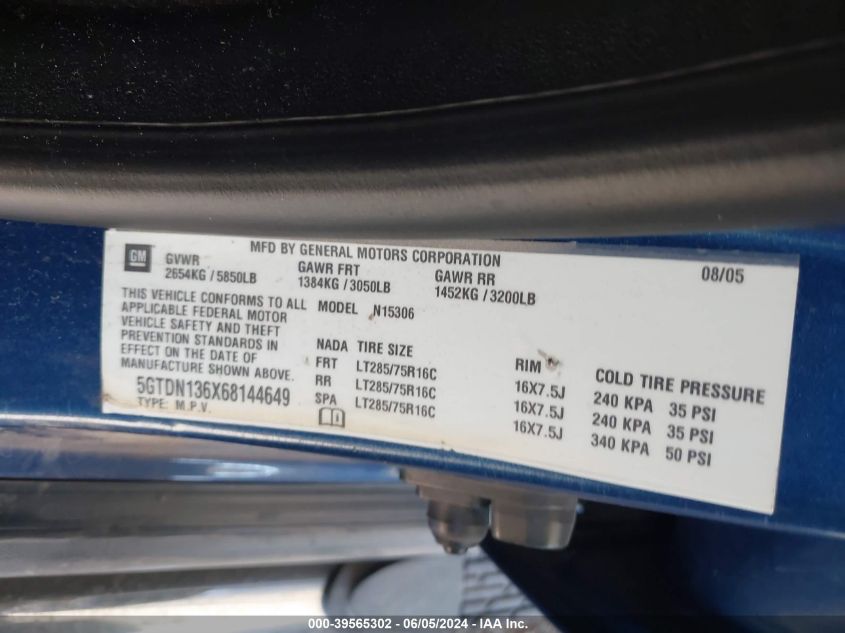 GM
MFD BY GENERAL MOTORS CORPORATION
08/05
GVWR
2654KG / 5850LB
GAWR FRT
1384KG / 3050LB
GAWR RR
1452KG / 3200LB
THIS VEHICLE CONFORMS TO ALL
APPLICABLE FEDERAL MOTOR
VEHICLE SAFETY AND THEFT
PREVENTION STANDARDS IN
EFFECT ON THE DATE OF
MANUFACTURE SHOWN ABOVE.
5GTDN136X68144649
TYPE: M.P.V.
MODEL N15306
NADA TIRE SIZE RIM COLD TIRE PRESSURE
FRT LT285/75R16C 16X7.5J 240 KPA 35 PSI
RR LT285/75R16C 16X7.5J 240 KPA 35 PSI
SPA LT285/75R16C 16X7.5J 340 KPA 50 PSI
000-39565302 - 06/05/2024 - IAA Inc.